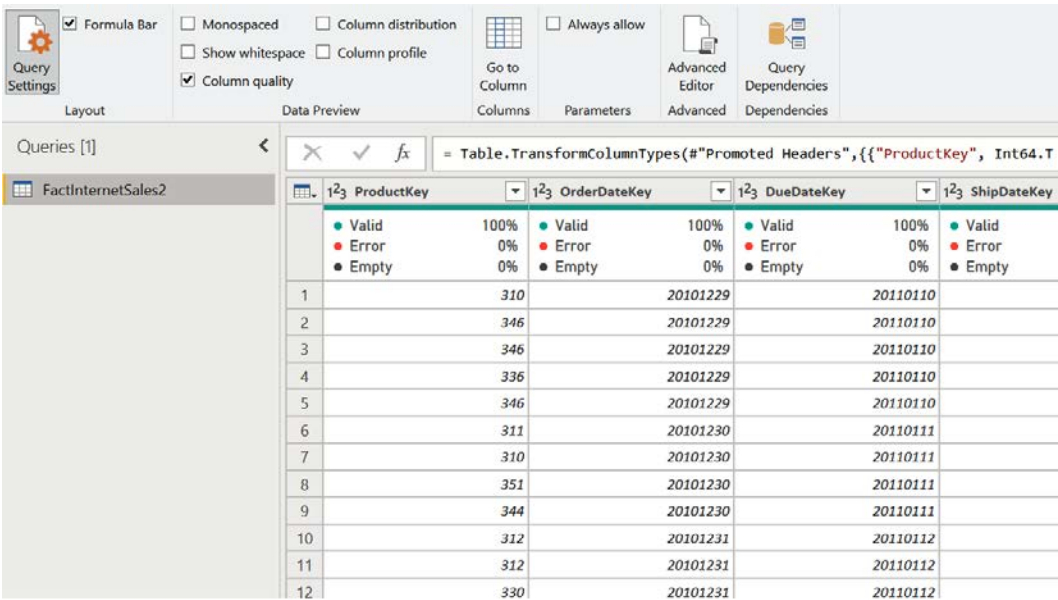 Formula Bar Monospaced Column distribution Always allow
Show whitespace Column profile
Query Settings Column quality Go to Column Advanced Editor Query Dependencies
Layout Data Preview Columns Parameters Advanced Dependencies
Queries [1] < fx = Table.TransformColumnTypes(#"Promoted Headers",{{"ProductKey", Int64.T
FactInternetSales2 1²3 ProductKey 1²3 OrderDateKey 1²3 DueDateKey 1²3 ShipDateKey
Valid 100% Valid 100% Valid 100% Valid
Error 0% Error 0% Error 0% Error
Empty 0% Empty 0% Empty 0% Empty
1 310 20101229 20110110
2 346 20101229 20110110
3 346 20101229 20110110
4 336 20101229 20110110
5 346 20101229 20110110
6 311 20101230 20110111
7 310 20101230 20110111
8 351 20101230 20110111
9 344 20101230 20110111
10 312 20101231 20110112
11 312 20101231 20110112
12 330 20101231 20110112